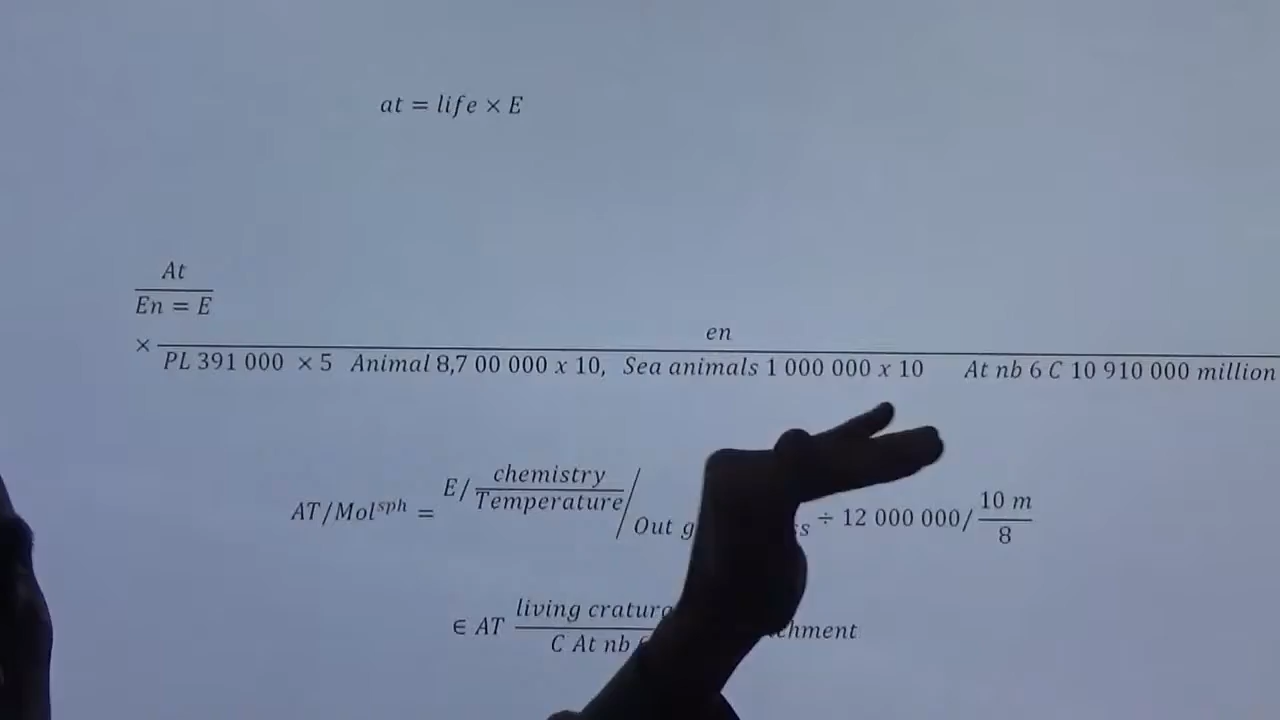 at = life × E
At
En = E
en
× PL 391 000 × 5 Animal 8,7 00 000 x 10, Sea animals 1 000 000 x 10 At nb 6 C 10 910 000 million
chemistry
E/ Temperature/ 10 m
AT/Mol^sph = Out ÷ 12 000 000/ 8
living
∈ AT
C At nb